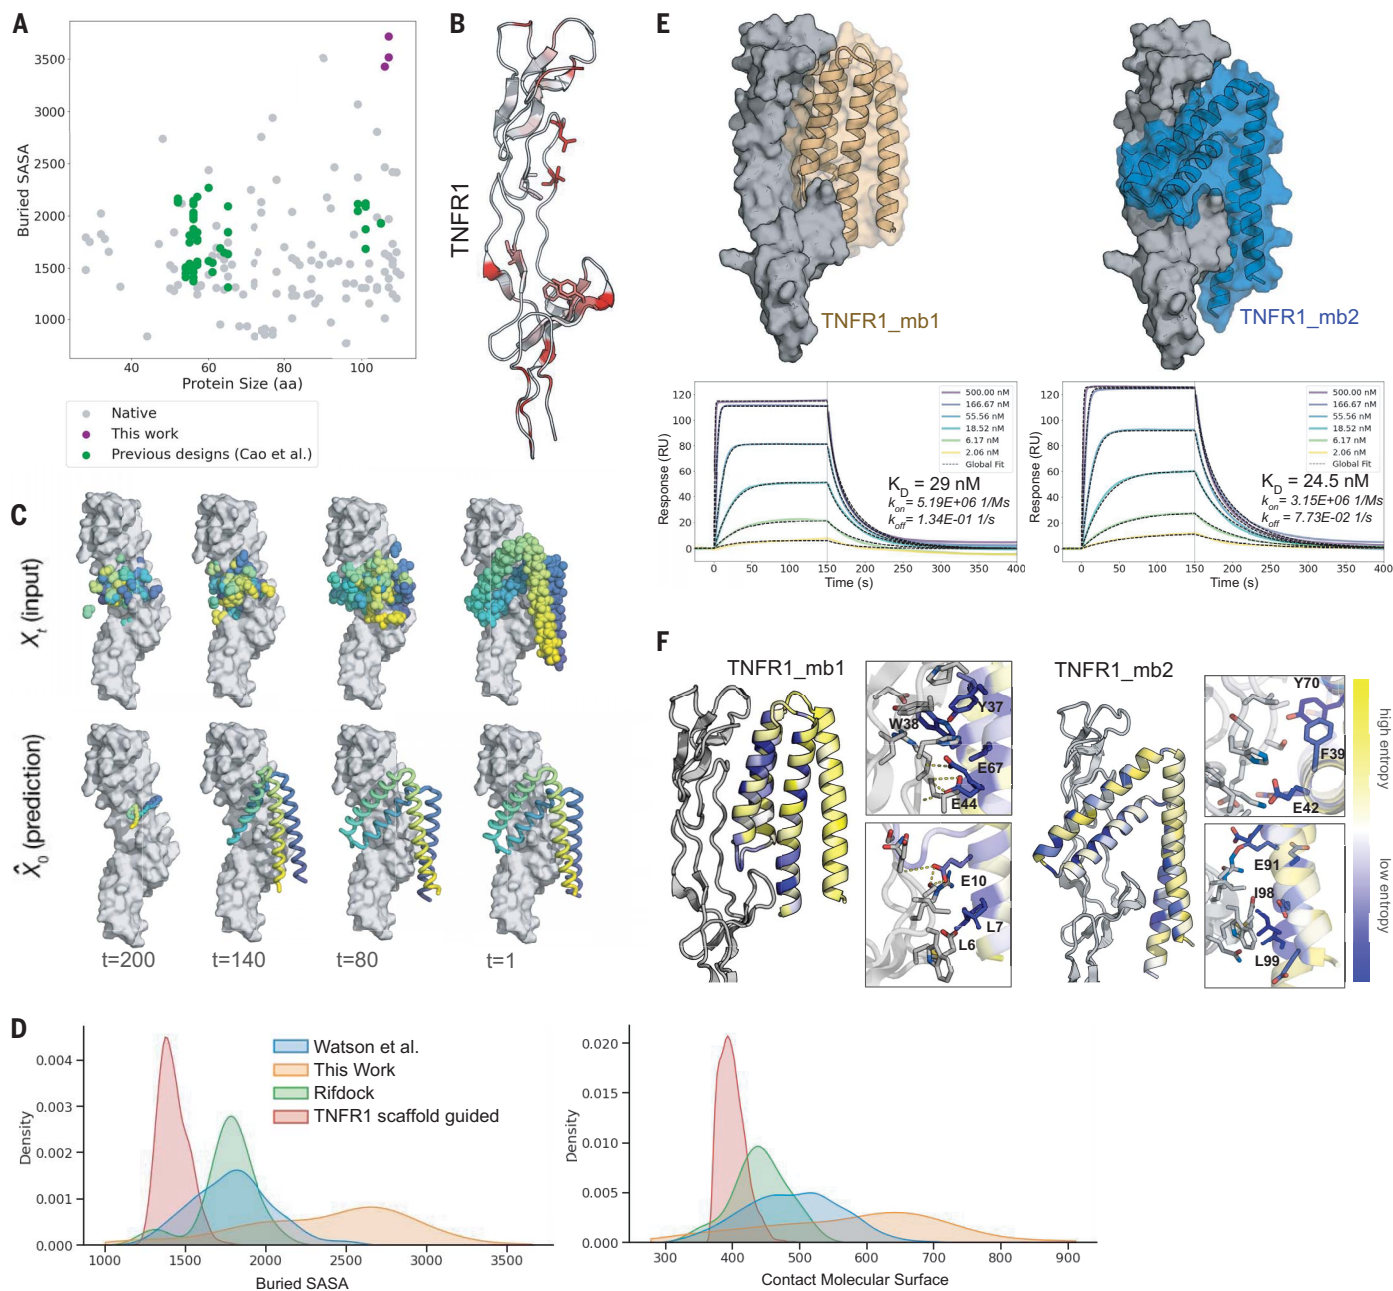 A
Buried SASA
3500
3000
2500
2000
1500
1000
40
60
80
100
Protein Size (aa)
Native
This work
Previous designs (Cao et al.)
B
TNFR1
C
Xt (input)
X̂0 (prediction)
t=200
t=140
t=80
t=1
D
Density
0.004
0.003
0.002
0.001
0.000
1000
1500
2000
2500
3000
3500
Buried SASA
Watson et al.
This Work
Rifdock
TNFR1 scaffold guided
Density
0.020
0.015
0.010
0.005
0.000
300
400
500
600
700
800
900
Contact Molecular Surface
E
TNFR1_mb1
TNFR1_mb2
Response (RU)
120
100
80
60
40
20
0
0
50
100
150
200
250
300
350
400
Time (s)
500.00 nM
166.67 nM
55.56 nM
18.52 nM
6.17 nM
2.06 nM
Global Fit
KD = 29 nM
kon = 5.19E+06 1/Ms
koff = 1.34E-01 1/s
Response (RU)
120
100
80
60
40
20
0
0
50
100
150
200
250
300
350
400
Time (s)
500.00 nM
166.67 nM
55.56 nM
18.52 nM
6.17 nM
2.06 nM
Global Fit
KD = 24.5 nM
kon = 3.15E+06 1/Ms
koff = 7.73E-02 1/s
F
TNFR1_mb1
Y37
W38
E67
E44
E10
L7
L6
TNFR1_mb2
Y70
F39
E42
E91
I98
L99
high entropy
low entropy